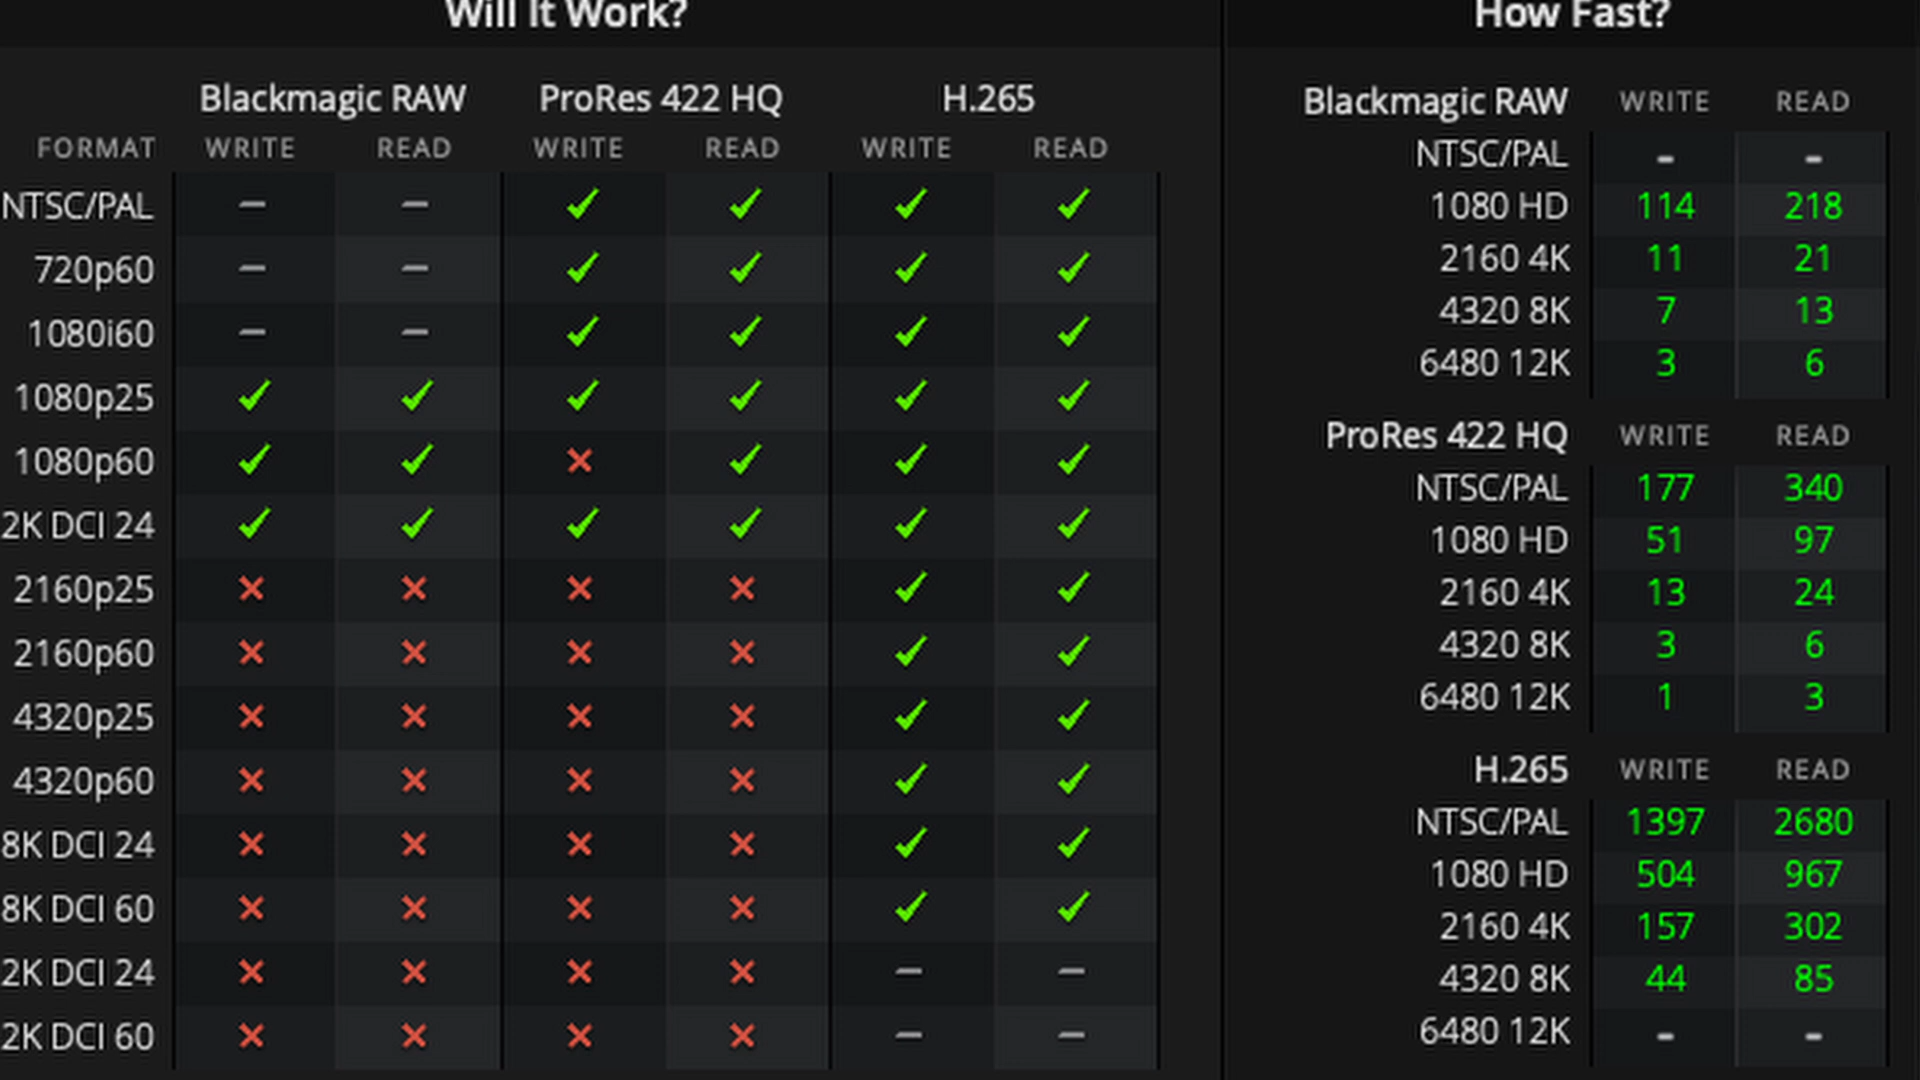 Will It Work?
Blackmagic RAW ProRes 422 HQ H.265
FORMAT WRITE READ WRITE READ WRITE READ
NTSC/PAL – – ✓ ✓ ✓ ✓
720p60 – – ✓ ✓ ✓ ✓
1080i60 – – ✓ ✓ ✓ ✓
1080p25 ✓ ✓ ✓ ✓ ✓ ✓
1080p60 ✓ ✓ ✗ ✓ ✓ ✓
2K DCI 24 ✓ ✓ ✓ ✓ ✓ ✓
2160p25 ✗ ✗ ✗ ✗ ✓ ✓
2160p60 ✗ ✗ ✗ ✗ ✓ ✓
4320p25 ✗ ✗ ✗ ✗ ✓ ✓
4320p60 ✗ ✗ ✗ ✗ ✓ ✓
8K DCI 24 ✗ ✗ ✗ ✗ ✓ ✓
8K DCI 60 ✗ ✗ ✗ ✗ ✓ ✓
2K DCI 24 ✗ ✗ ✗ ✗ – –
2K DCI 60 ✗ ✗ ✗ ✗ – –
How Fast?
Blackmagic RAW WRITE READ
NTSC/PAL - -
1080 HD 114 218
2160 4K 11 21
4320 8K 7 13
6480 12K 3 6
ProRes 422 HQ WRITE READ
NTSC/PAL 177 340
1080 HD 51 97
2160 4K 13 24
4320 8K 3 6
6480 12K 1 3
H.265 WRITE READ
NTSC/PAL 1397 2680
1080 HD 504 967
2160 4K 157 302
4320 8K 44 85
6480 12K - -